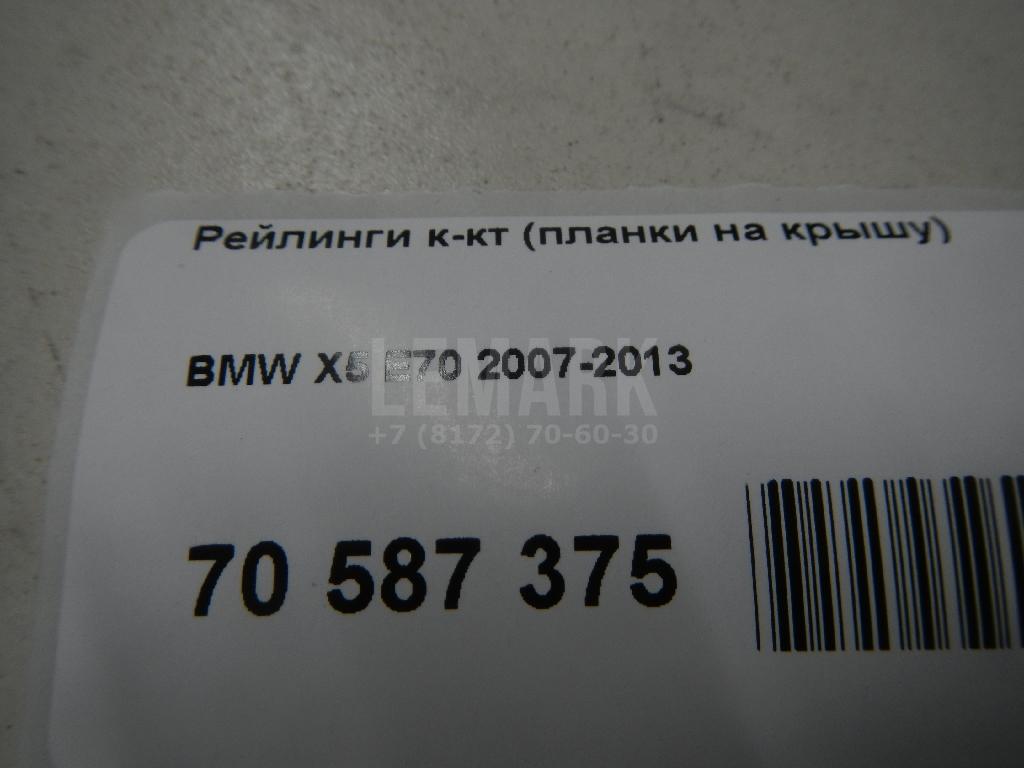 Рейлинги к-кт (планки на крышу)
BMW X5 E70 2007-2013
LEMARK
+7 (8172) 70-60-30
70 587 375